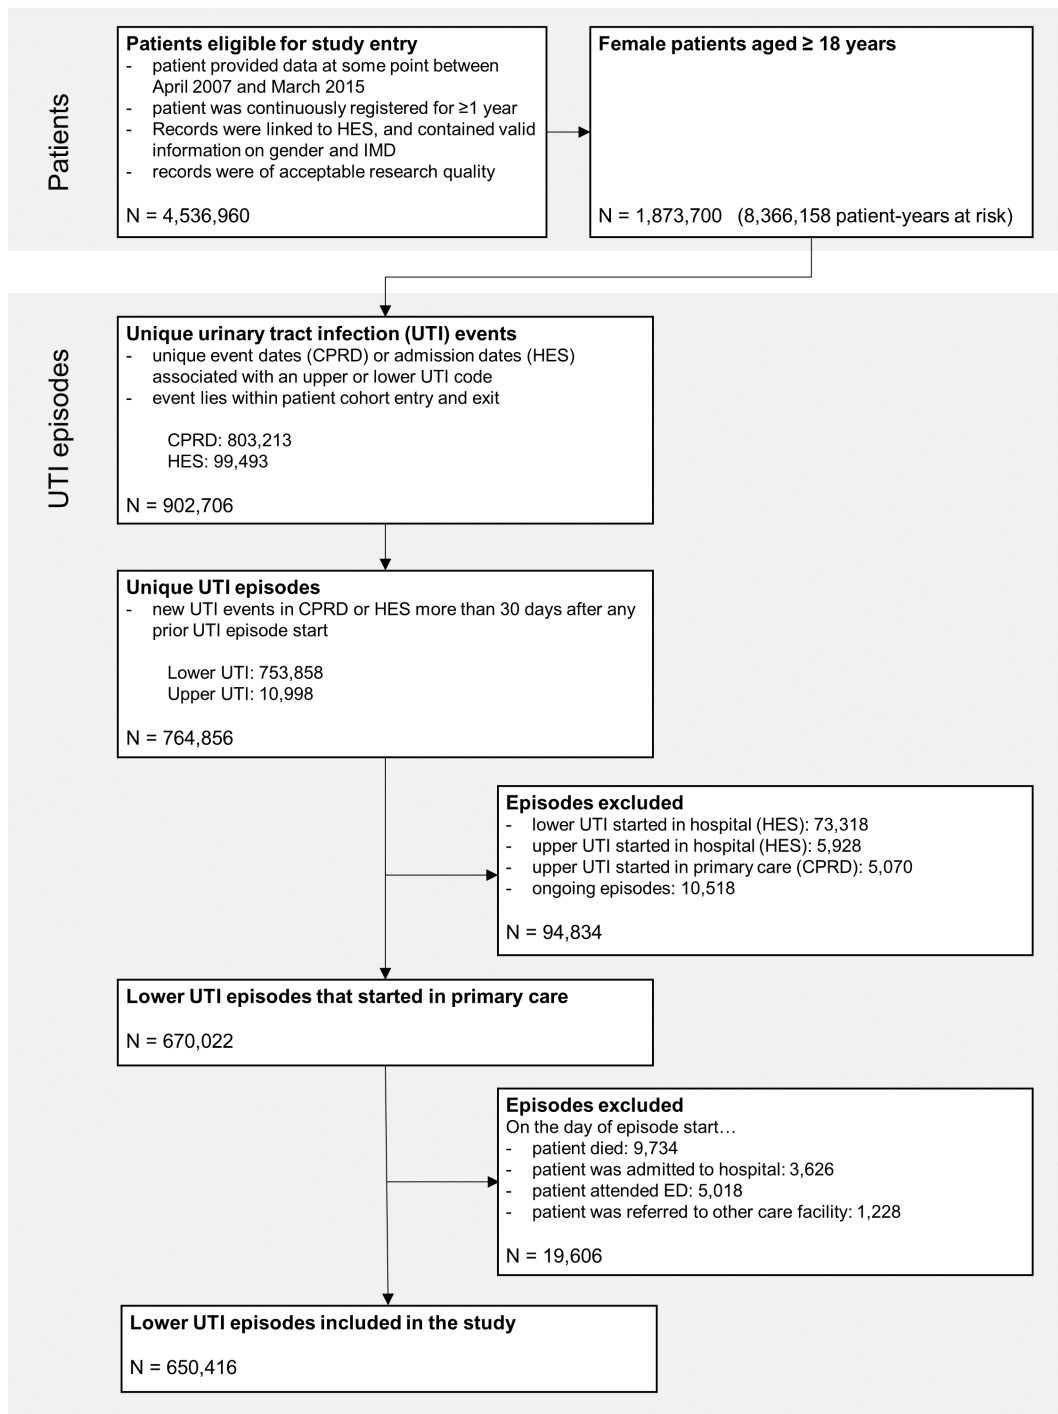 Patients
Patients eligible for study entry
- patient provided data at some point between
April 2007 and March 2015
- patient was continuously registered for ≥1 year
- Records were linked to HES, and contained valid
information on gender and IMD
- records were of acceptable research quality
N = 4,536,960
Female patients aged ≥ 18 years
N = 1,873,700 (8,366,158 patient-years at risk)
UTI episodes
Unique urinary tract infection (UTI) events
- unique event dates (CPRD) or admission dates (HES)
associated with an upper or lower UTI code
- event lies within patient cohort entry and exit
CPRD: 803,213
HES: 99,493
N = 902,706
Unique UTI episodes
- new UTI events in CPRD or HES more than 30 days after any
prior UTI episode start
Lower UTI: 753,858
Upper UTI: 10,998
N = 764,856
Episodes excluded
- lower UTI started in hospital (HES): 73,318
- upper UTI started in hospital (HES): 5,928
- upper UTI started in primary care (CPRD): 5,070
- ongoing episodes: 10,518
N = 94,834
Lower UTI episodes that started in primary care
N = 670,022
Episodes excluded
On the day of episode start…
- patient died: 9,734
- patient was admitted to hospital: 3,626
- patient attended ED: 5,018
- patient was referred to other care facility: 1,228
N = 19,606
Lower UTI episodes included in the study
N = 650,416